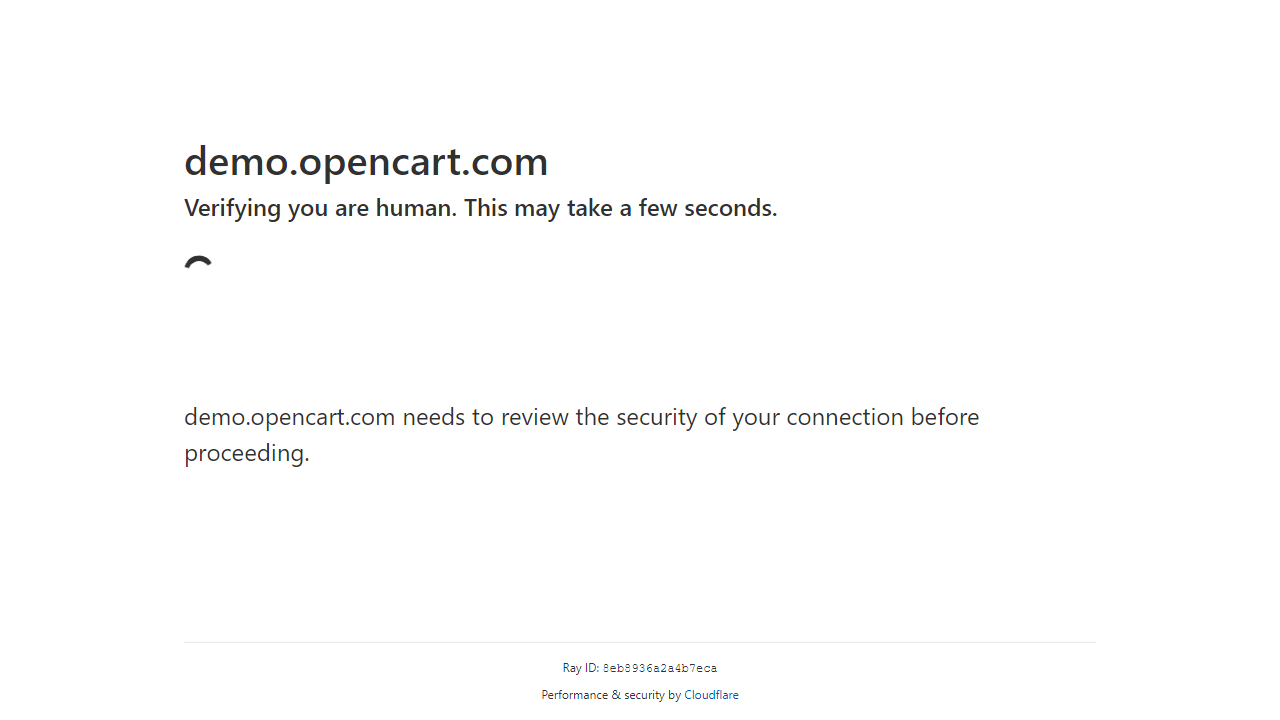 demo.opencart.com
Verifying you are human. This may take a few seconds.
demo.opencart.com needs to review the security of your connection before
proceeding.
Ray ID: 8eb8936a2a4b7eca
Performance & security by Cloudflare